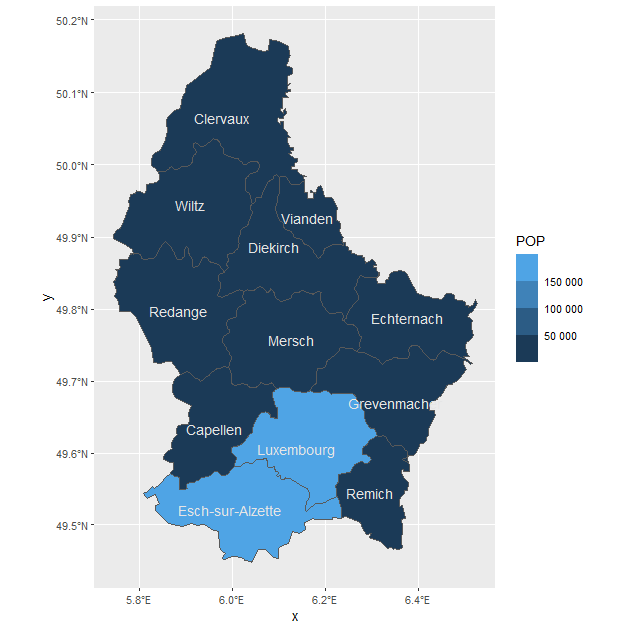 50.2°N
50.1°N
50.0°N
49.9°N
49.8°N
49.7°N
49.6°N
49.5°N
y
Clervaux
Wiltz
Vianden
Diekirch
Redange
Echternach
Mersch
Grevenmach
Capellen
Luxembourg
Remich
Esch-sur-Alzette
5.8°E 6.0°E 6.2°E 6.4°E
x
POP
150 000
100 000
50 000